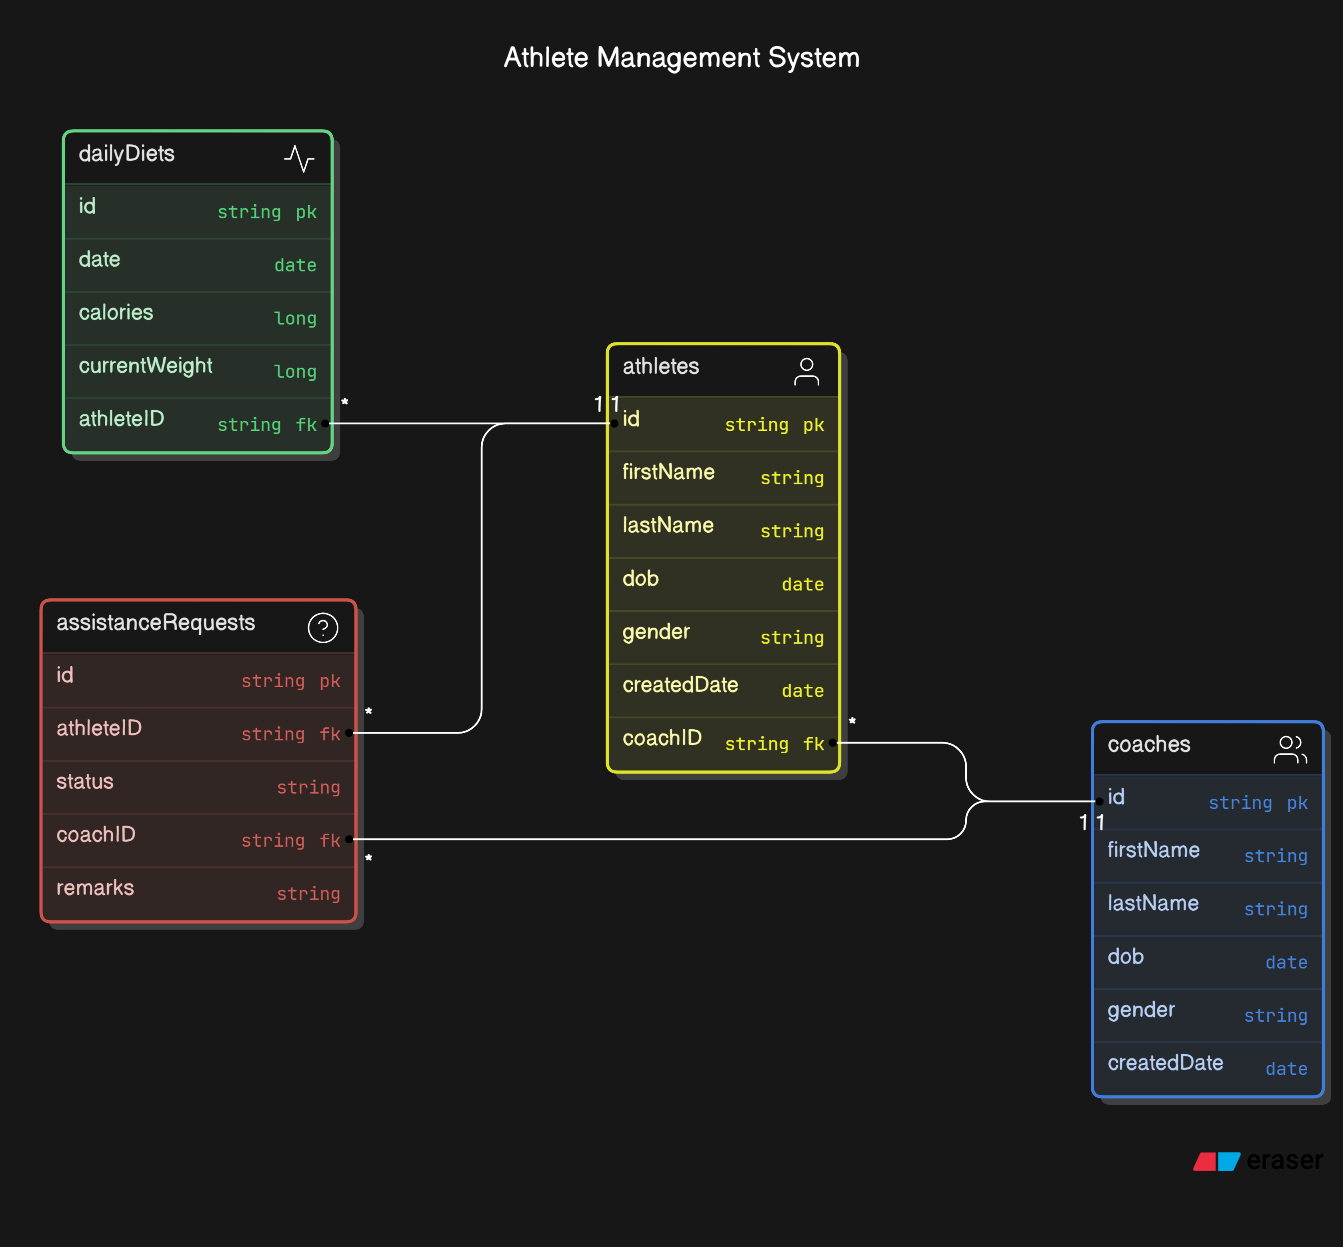 Athlete Management System
dailyDiets
id string pk
date date
calories long
currentWeight long
athleteID string fk
*
1 1
athletes
id string pk
firstName string
lastName string
dob date
gender string
createdDate date
coachID string fk
*
assistanceRequests
id string pk
athleteID string fk
*
status string
coachID string fk
*
remarks string
coaches
id string pk
1 1
firstName string
lastName string
dob date
gender string
createdDate date
eraser